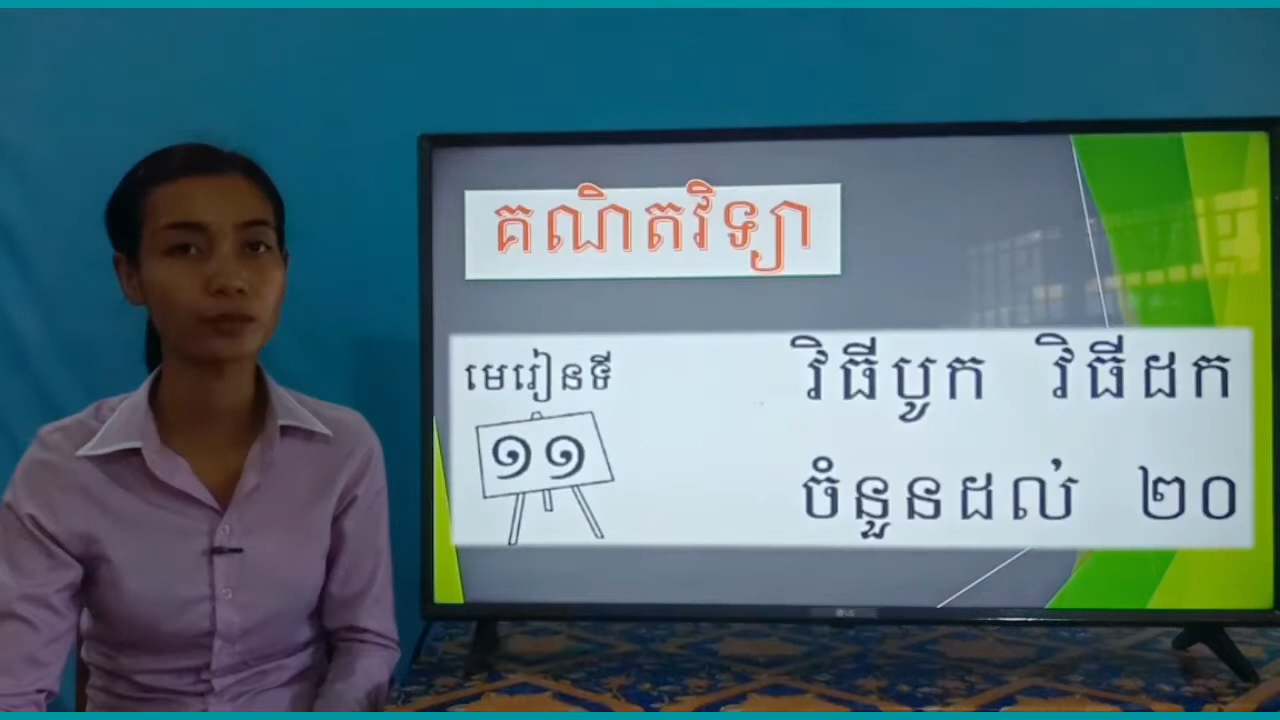 គណិតវិទ្យា
មេរៀនទី
១១
វិធីបូក វិធីដក
ចំនួនដល់ ២០
LG